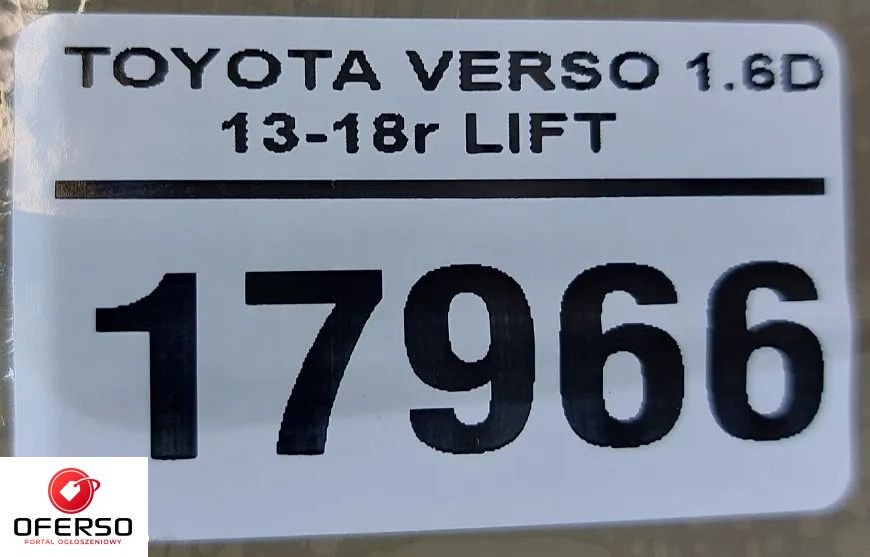 TOYOTA VERSO 1.6D
13-18r LIFT
17966
OFERSO
PORTAL OGŁOSZENIOWY